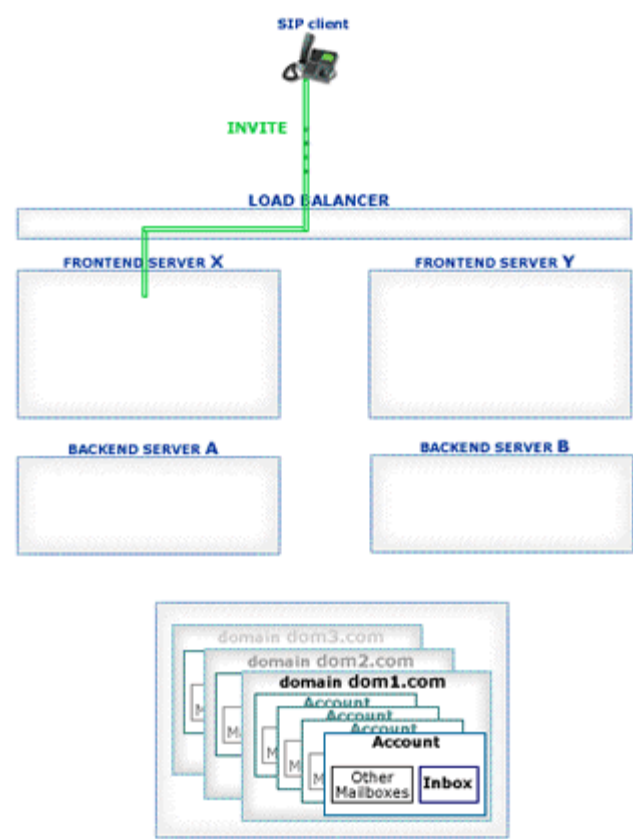 SIP client
INVITE
LOAD BALANCER
FRONTEND SERVER X
FRONTEND SERVER Y
BACKEND SERVER A
BACKEND SERVER B
domain dom3.com
domain dom2.com
domain dom1.com
Account
Account
Account
Account
M
M
M
M
M
Other
Mailboxes
Inbox